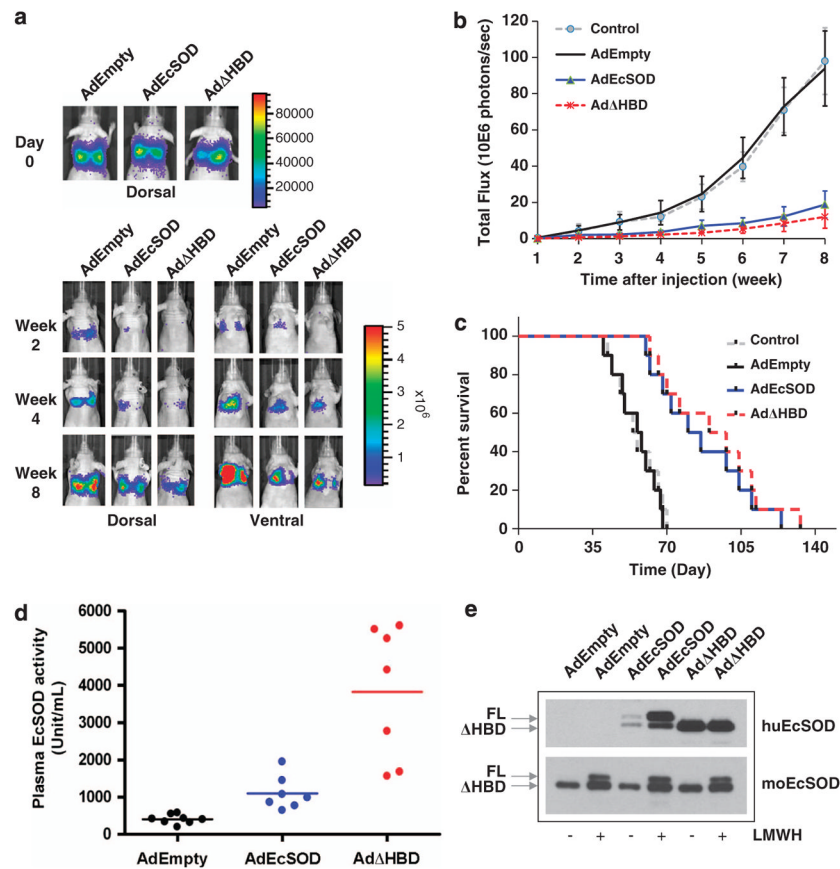 a
AdEmpty
AdEcSOD
AdΔHBD
Day
0
80000
60000
40000
20000
Dorsal
AdEmpty
AdEcSOD
AdΔHBD
AdEmpty
AdEcSOD
AdΔHBD
Week
2
Week
4
Week
8
5
4
3
2
1
x10⁶
Dorsal
Ventral
b
Total Flux (10E6 photons/sec)
120
100
80
60
40
20
0
Control
AdEmpty
AdEcSOD
AdΔHBD
1 2 3 4 5 6 7 8
Time after injection (week)
c
Percent survival
100
80
60
40
20
0
Control
AdEmpty
AdEcSOD
AdΔHBD
0 35 70 105 140
Time (Day)
d
Plasma EcSOD activity
(Unit/mL)
6000
5000
4000
3000
2000
1000
0
AdEmpty AdEcSOD AdΔHBD
e
AdEmpty
AdEmpty
AdEcSOD
AdEcSOD
AdΔHBD
AdΔHBD
FL
ΔHBD
huEcSOD
FL
ΔHBD
moEcSOD
- + - + - + LMWH